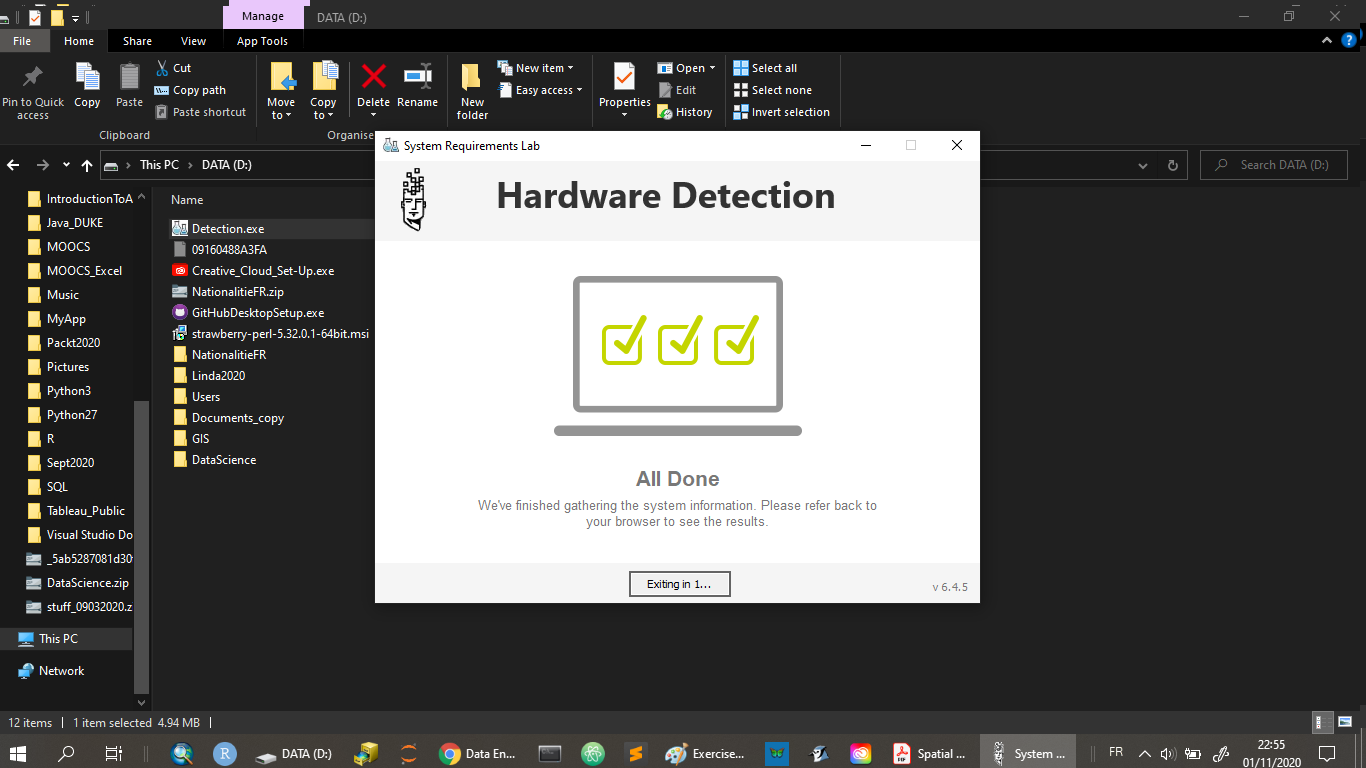 Manage
DATA (D:)
File
Home
Share
View
App Tools
Pin to Quick access
Copy
Paste
Cut
Copy path
Paste shortcut
Clipboard
Move to
Copy to
Delete
Rename
Organise
New folder
New item
Easy access
Properties
Open
Edit
History
Select all
Select none
Invert selection
This PC
DATA (D:)
Search DATA (D:)
IntroductionToA
Java_DUKE
MOOCS
MOOCS_Excel
Music
MyApp
Packt2020
Pictures
Python3
Python27
R
Sept2020
SQL
Tableau_Public
Visual Studio Do
_5ab5287081d30
DataScience.zip
stuff_09032020.z
This PC
Network
Name
Detection.exe
09160488A3FA
Creative_Cloud_Set-Up.exe
NationalitieFR.zip
GitHubDesktopSetup.exe
strawberry-perl-5.32.0.1-64bit.msi
NationalitieFR
Linda2020
Users
Documents_copy
GIS
DataScience
System Requirements Lab
Hardware Detection
All Done
We've finished gathering the system information. Please refer back to
your browser to see the results.
Exiting in 1...
v 6.4.5
12 items
1 item selected 4.94 MB
R
DATA (D:)
Data En...
Exercise...
Spatial ...
System ...
FR
22:55
01/11/2020